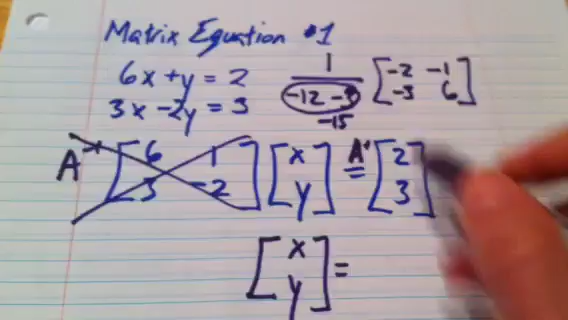 Matrix Equation #1
6x + y = 2
3x - 2y = 3
1 / -12 - 3 [-2 -1
-3 6]
-15
A⁻¹ [6 1
3 -2] [x
y] = A⁻¹ [2
3]
[x
y] =